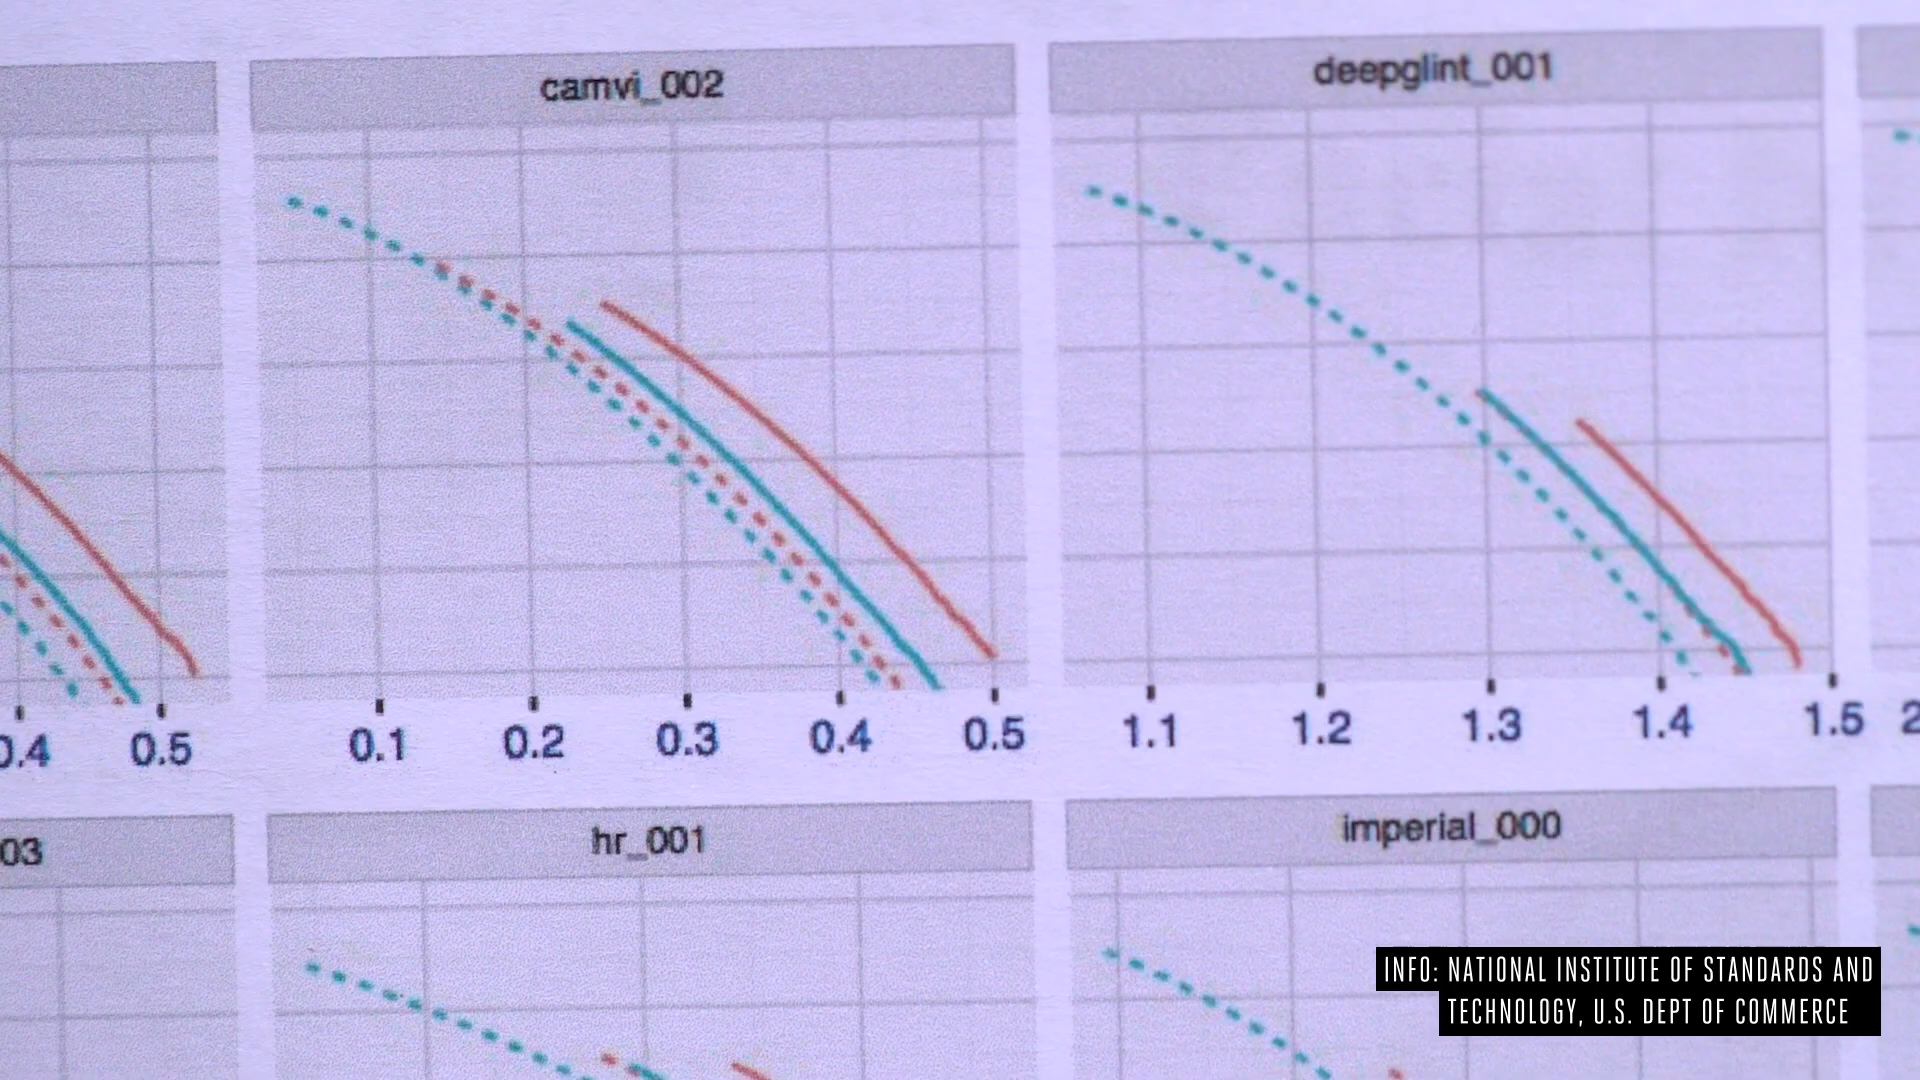 camvi_002
deepglint_001
0.4 0.5
0.1 0.2 0.3 0.4 0.5
1.1 1.2 1.3 1.4 1.5 2
03
hr_001
imperial_000
INFO: NATIONAL INSTITUTE OF STANDARDS AND
TECHNOLOGY, U.S. DEPT OF COMMERCE